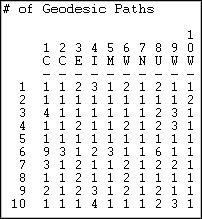 # of Geodesic Paths
1
1 2 3 4 5 6 7 8 9 0
C C E I M W N U W W
- - - - - - - - - -
1 1 1 2 3 1 2 1 2 1 1
2 1 1 1 1 1 2 1 1 1 2
3 4 1 1 1 1 1 1 2 3 1
4 1 1 2 1 1 2 1 2 3 1
5 1 1 1 1 1 1 1 1 1 1
6 9 3 1 2 3 1 1 6 1 1
7 3 1 2 1 1 2 1 2 2 1
8 1 1 2 1 1 2 1 1 1 1
9 2 1 2 3 1 2 1 2 1 1
10 1 1 1 4 1 1 1 2 3 1